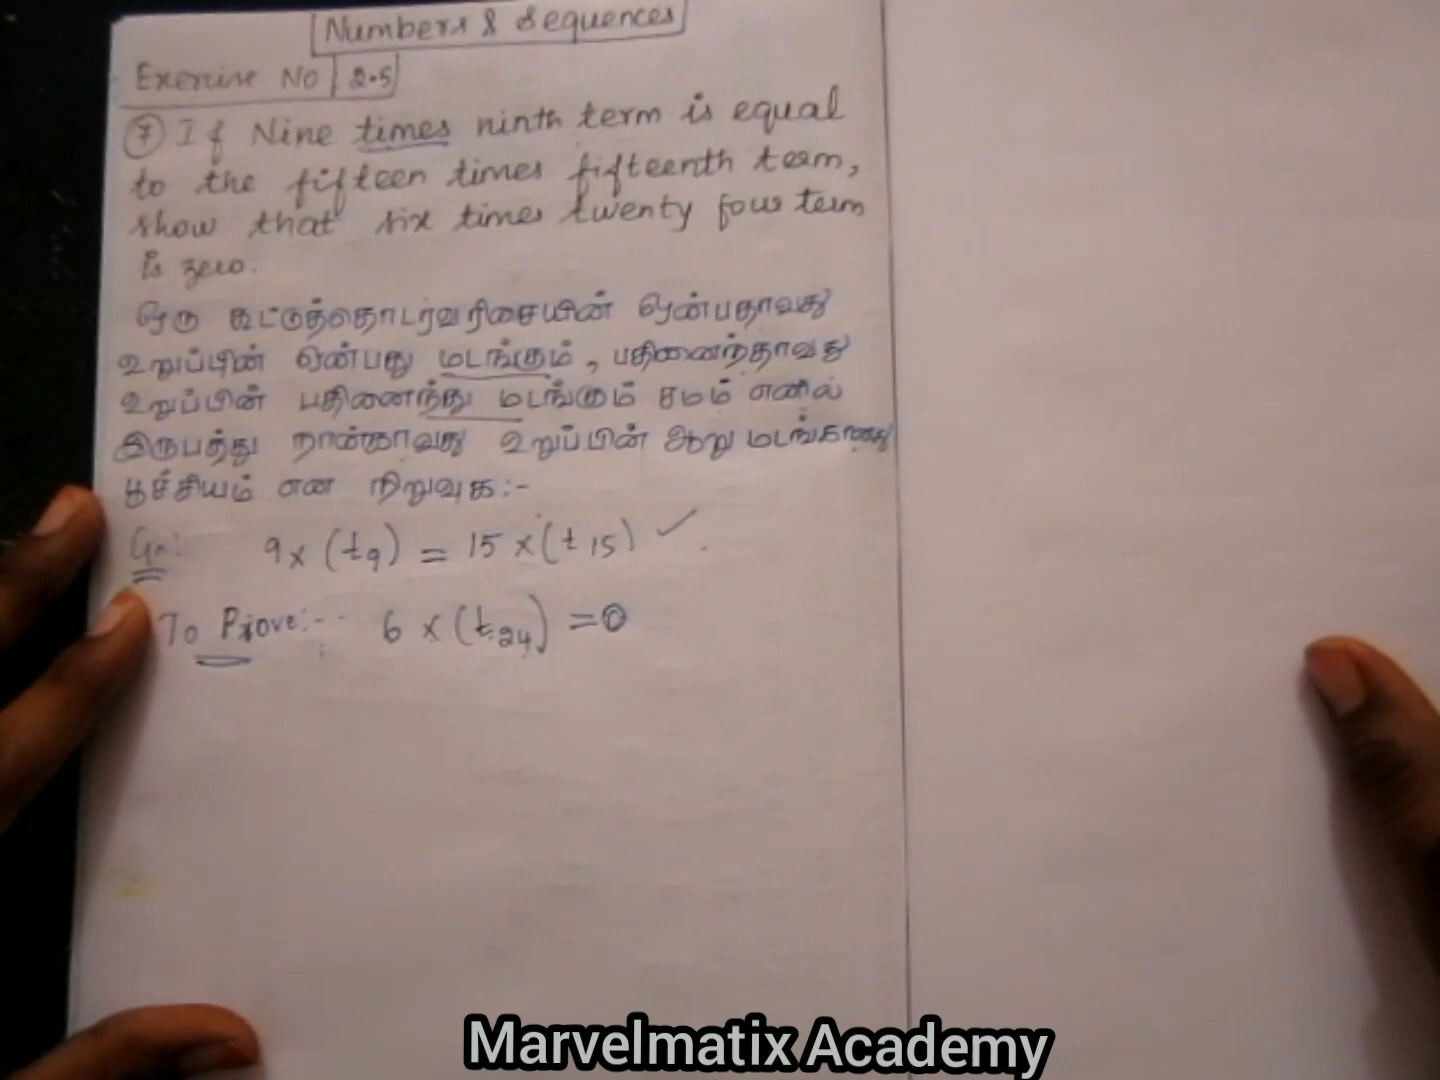 Numbers & Sequences
Exercise No 2.5
7 If Nine times ninth term is equal
to the fifteen times fifteenth term,
show that six times twenty four term
is zero.
ஒரு கூட்டுத்தொடர்வரிசையின் ஒன்பதாவது
உறுப்பின் ஒன்பது மடங்கும், பதினைந்தாவது
உறுப்பின் பதினைந்து மடங்கும் சமம் எனில்
இருபத்து நான்காவது உறுப்பின் ஆறு மடங்கானது
பூச்சியம் என நிறுவுக:-
Gn: 9 × (t₉) = 15 × (t₁₅) ✓
To Prove:- 6 × (t₂₄) = 0
Marvelmatix Academy